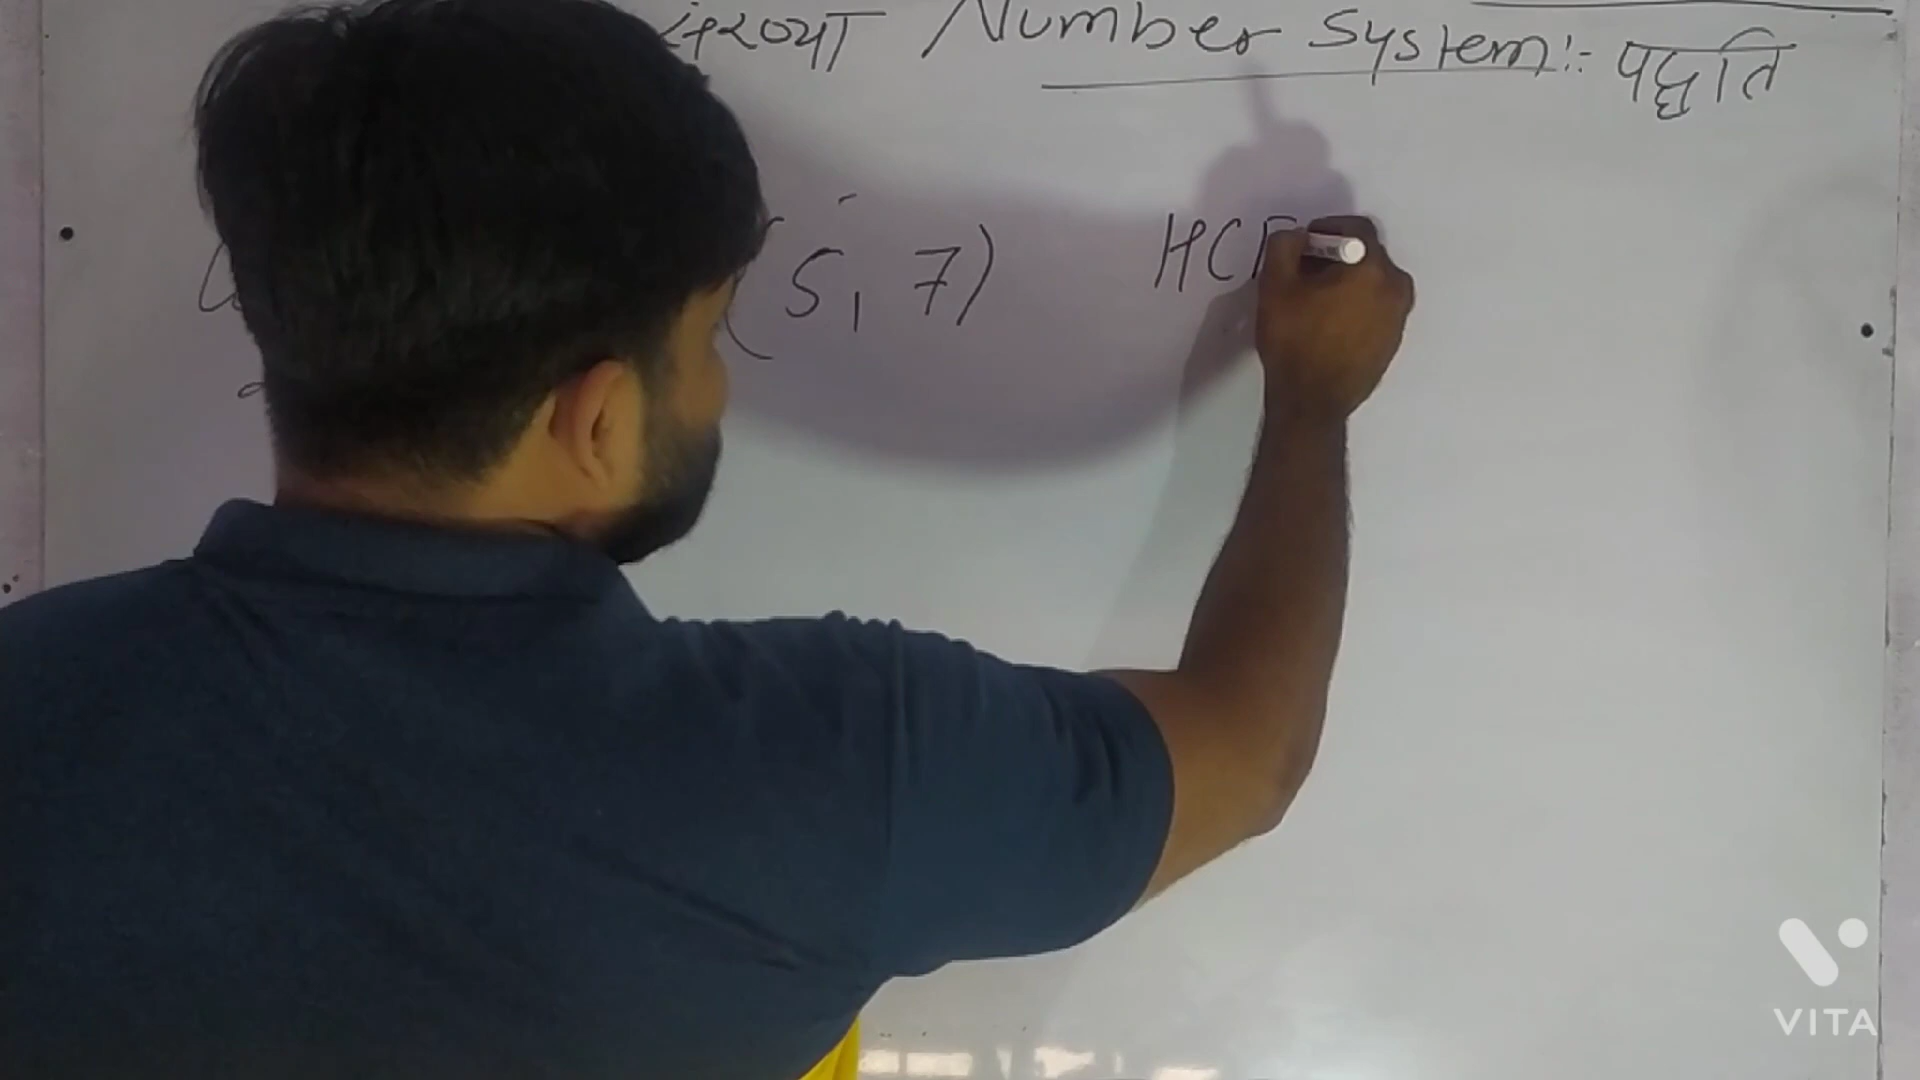 संख्या / Number System:- पद्धति
(5, 7) HCF
VITA